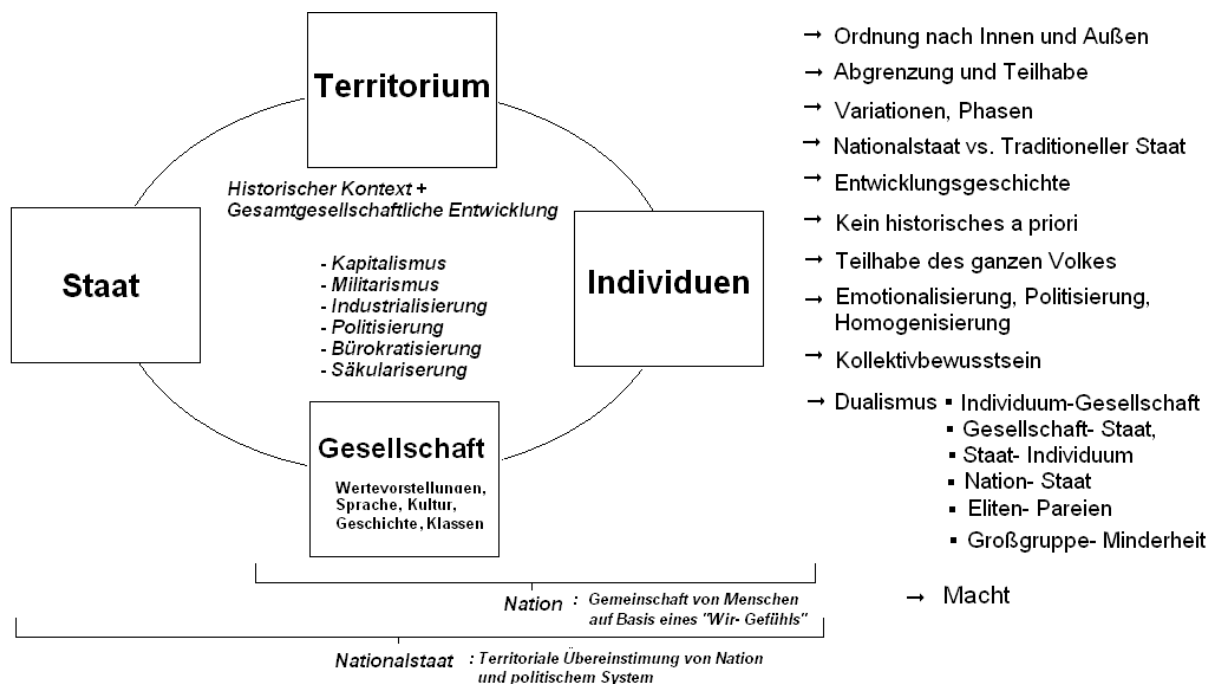 Territorium
Historischer Kontext +
Gesamtgesellschaftliche Entwicklung
Staat
- Kapitalismus
- Militarismus
- Industrialisierung
- Politisierung
- Bürokratisierung
- Säkulariserung
Individuen
Gesellschaft
Wertevorstellungen,
Sprache, Kultur,
Geschichte, Klassen
Nation : Gemeinschaft von Menschen
auf Basis eines "Wir- Gefühls"
Nationalstaat : Territoriale Übereinstimung von Nation
und politischem System
→ Ordnung nach Innen und Außen
→ Abgrenzung und Teilhabe
→ Variationen, Phasen
→ Nationalstaat vs. Traditioneller Staat
→ Entwicklungsgeschichte
→ Kein historisches a priori
→ Teilhabe des ganzen Volkes
→ Emotionalisierung, Politisierung,
Homogenisierung
→ Kollektivbewusstsein
→ Dualismus ▪ Individuum-Gesellschaft
▪ Gesellschaft- Staat,
▪ Staat- Individuum
▪ Nation- Staat
▪ Eliten- Pareien
▪ Großgruppe- Minderheit
→ Macht